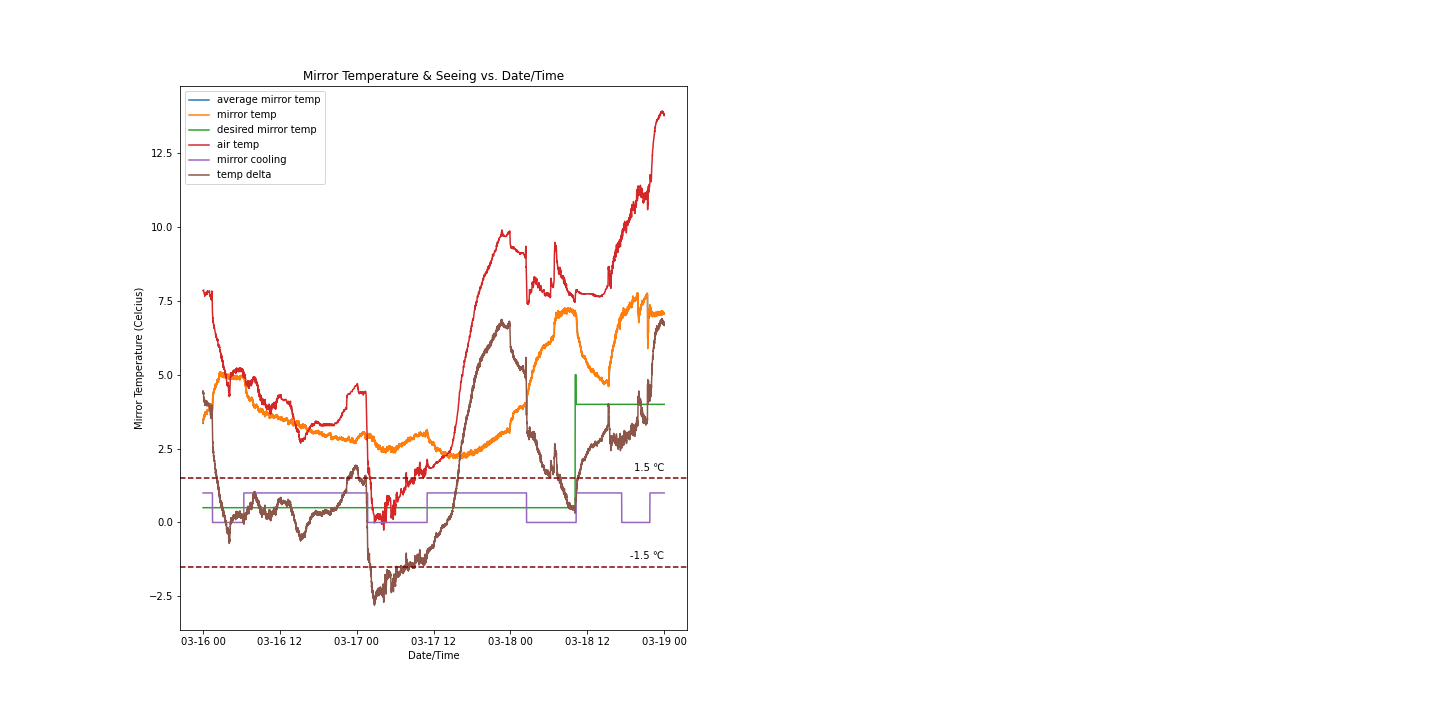 Mirror Temperature & Seeing vs. Date/Time
average mirror temp
mirror temp
desired mirror temp
air temp
mirror cooling
temp delta
Mirror Temperature (Celcius)
12.5
10.0
7.5
5.0
2.5
0.0
−2.5
1.5 °C
-1.5 °C
03-16 00 03-16 12 03-17 00 03-17 12 03-18 00 03-18 12 03-19 00
Date/Time